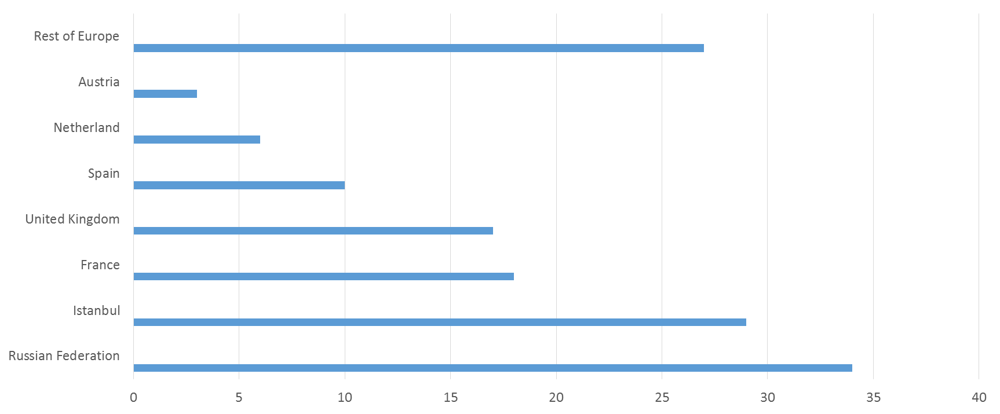 Rest of Europe
Austria
Netherland
Spain
United Kingdom
France
Istanbul
Russian Federation
0 5 10 15 20 25 30 35 40